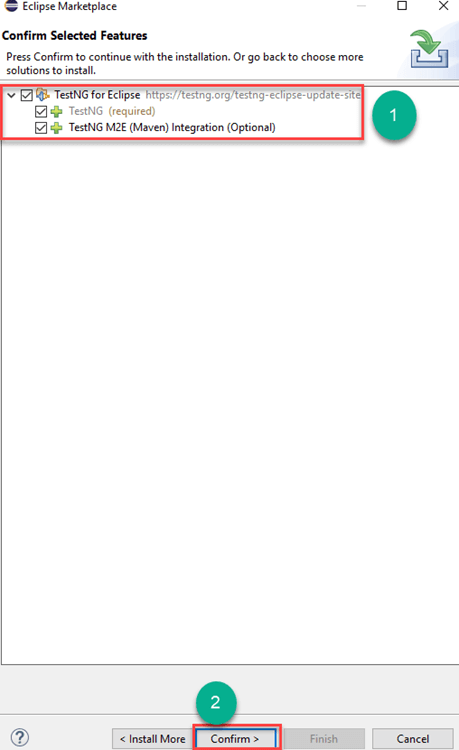 Eclipse Marketplace
Confirm Selected Features
Press Confirm to continue with the installation. Or go back to choose more
solutions to install.
TestNG for Eclipse https://testng.org/testng-eclipse-update-site
1
TestNG (required)
TestNG M2E (Maven) Integration (Optional)
2
? < Install More Confirm > Finish Cancel